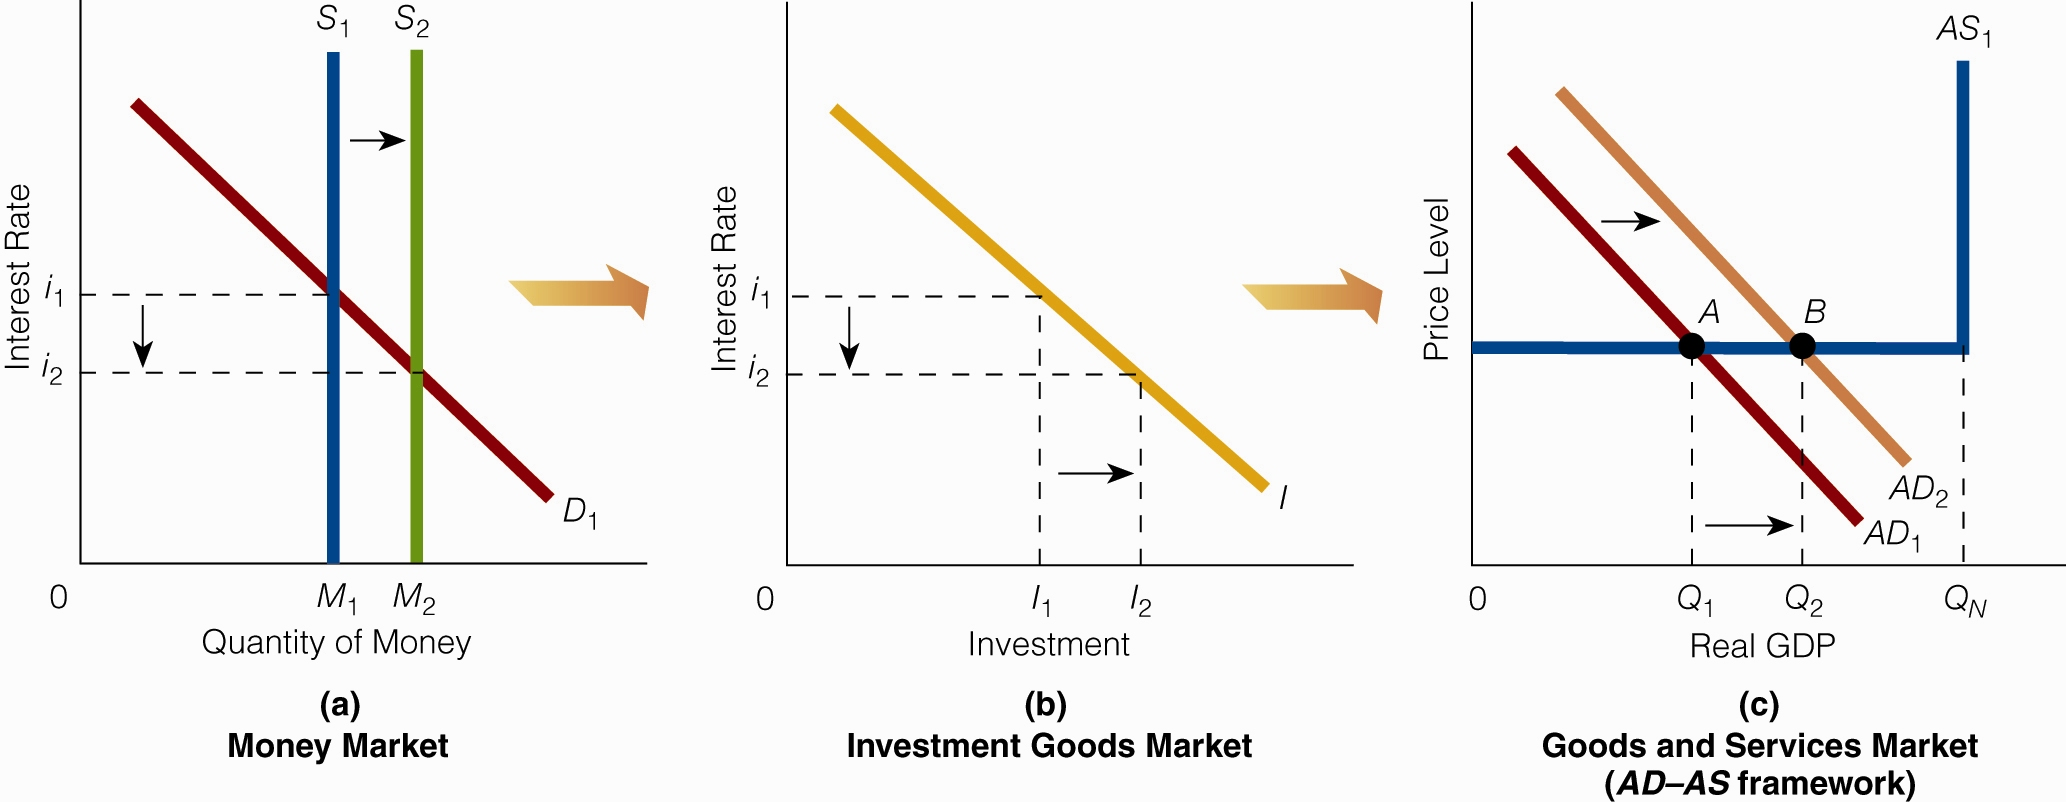 S₁ S₂
Interest Rate
i₁
i₂
D₁
0
M₁ M₂
Quantity of Money
(a)
Money Market
Interest Rate
i₁
i₂
I
0
I₁ I₂
Investment
(b)
Investment Goods Market
AS₁
Price Level
A B
AD₂
AD₁
0
Q₁ Q₂ Q_N
Real GDP
(c)
Goods and Services Market
(AD–AS framework)